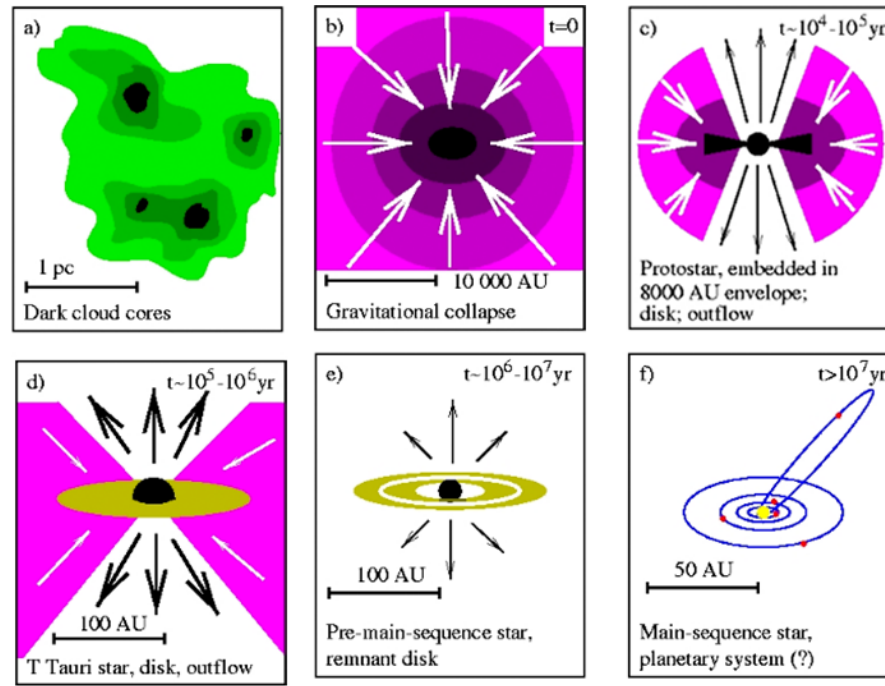 a)
1 pc
Dark cloud cores
b)
t=0
10 000 AU
Gravitational collapse
c)
t~10⁴-10⁵yr
Protostar, embedded in
8000 AU envelope;
disk; outflow
d)
t~10⁵-10⁶yr
100 AU
T Tauri star, disk, outflow
e)
t~10⁶-10⁷yr
100 AU
Pre-main-sequence star,
remnant disk
f)
t>10⁷yr
50 AU
Main-sequence star,
planetary system (?)